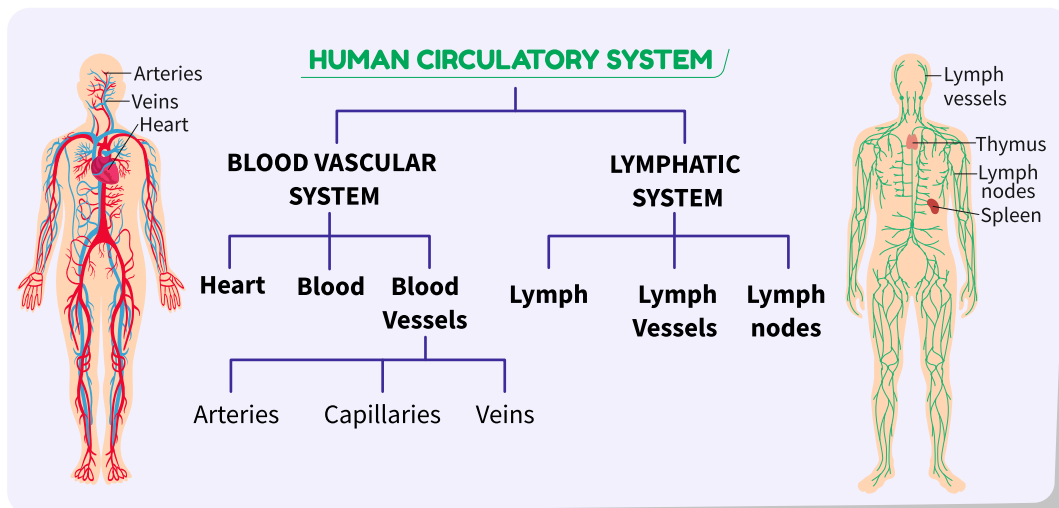 HUMAN CIRCULATORY SYSTEM
Arteries
Veins
Heart
BLOOD VASCULAR
SYSTEM
LYMPHATIC
SYSTEM
Heart
Blood
Blood
Vessels
Lymph
Lymph
Vessels
Lymph
nodes
Arteries
Capillaries
Veins
Lymph
vessels
Thymus
Lymph
nodes
Spleen